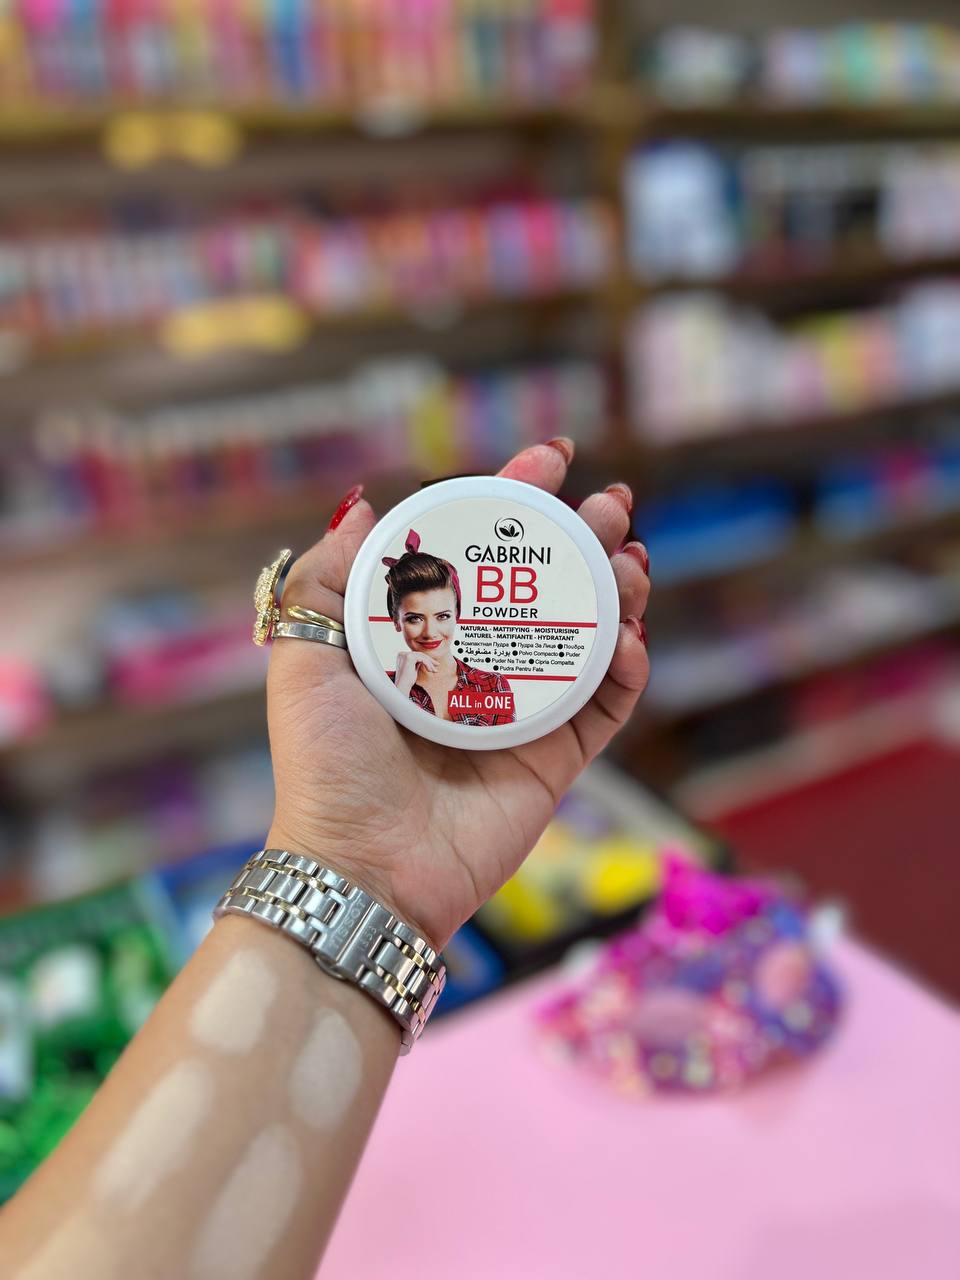 GABRINI
BB
POWDER
NATURAL - MATTIFYING - MOISTURISING
NATUREL - MATIFIANTE - HYDRATANT
● Компактная Пудра ● Пудра За Лице ● Πούδρα
● بودرة مضغوطة ● Polvo Compacto ● Puder
● Pudra ● Puder Na Tvar ● Cipria Compatta
● Pudra Pentru Fata
ALL in ONE